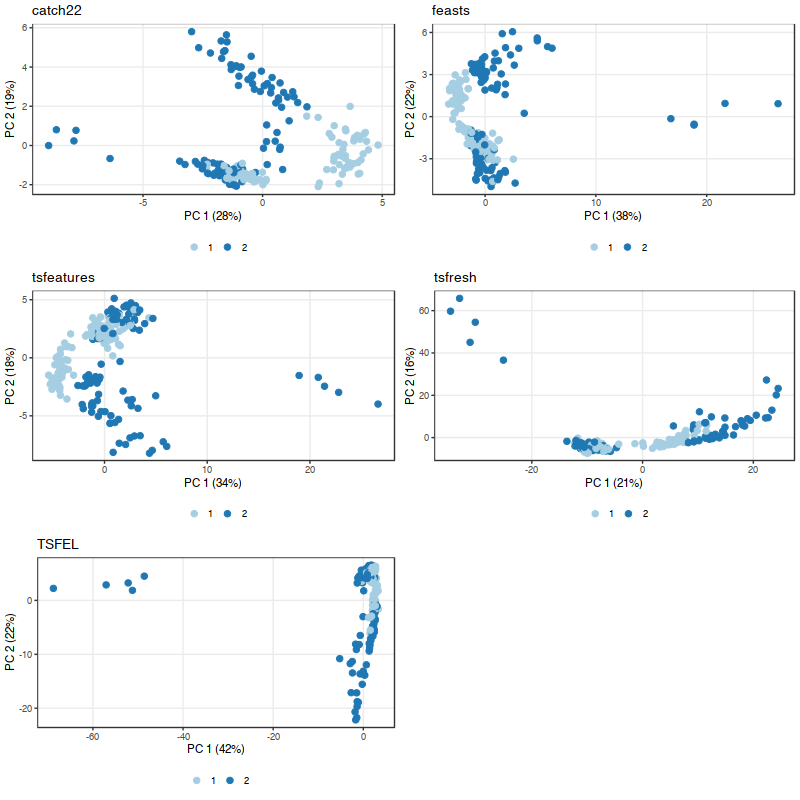 catch22
6
4
2
0
-2
PC 2 (19%)
-5
0
5
PC 1 (28%)
1 2
feasts
6
3
0
-3
PC 2 (22%)
0
10
20
PC 1 (38%)
1 2
tsfeatures
5
0
-5
PC 2 (18%)
0
10
20
PC 1 (34%)
1 2
tsfresh
60
40
20
0
PC 2 (16%)
-20
0
20
PC 1 (21%)
1 2
TSFEL
0
-10
-20
PC 2 (22%)
-60
-40
-20
0
PC 1 (42%)
1 2